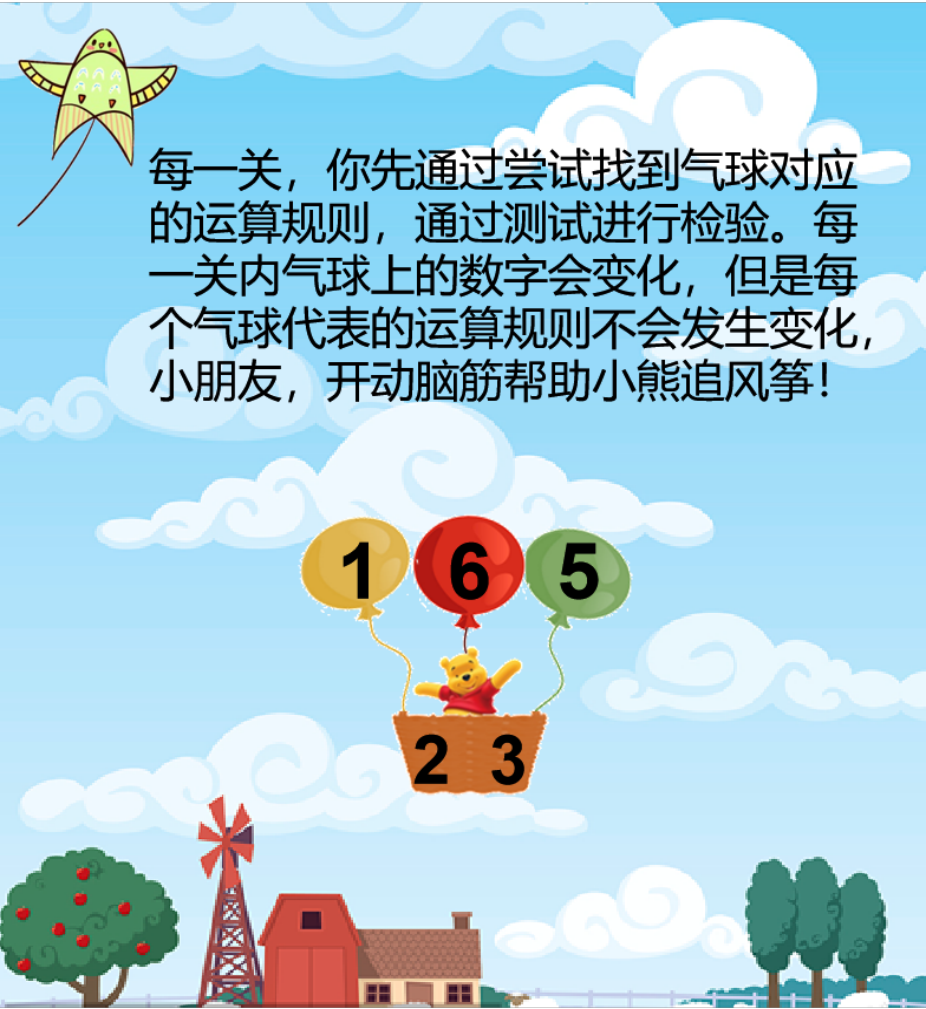 每一关，你先通过尝试找到气球对应
的运算规则，通过测试进行检验。每
一关内气球上的数字会变化，但是每
个气球代表的运算规则不会发生变化，
小朋友，开动脑筋帮助小熊追风筝！
1 6 5
2 3